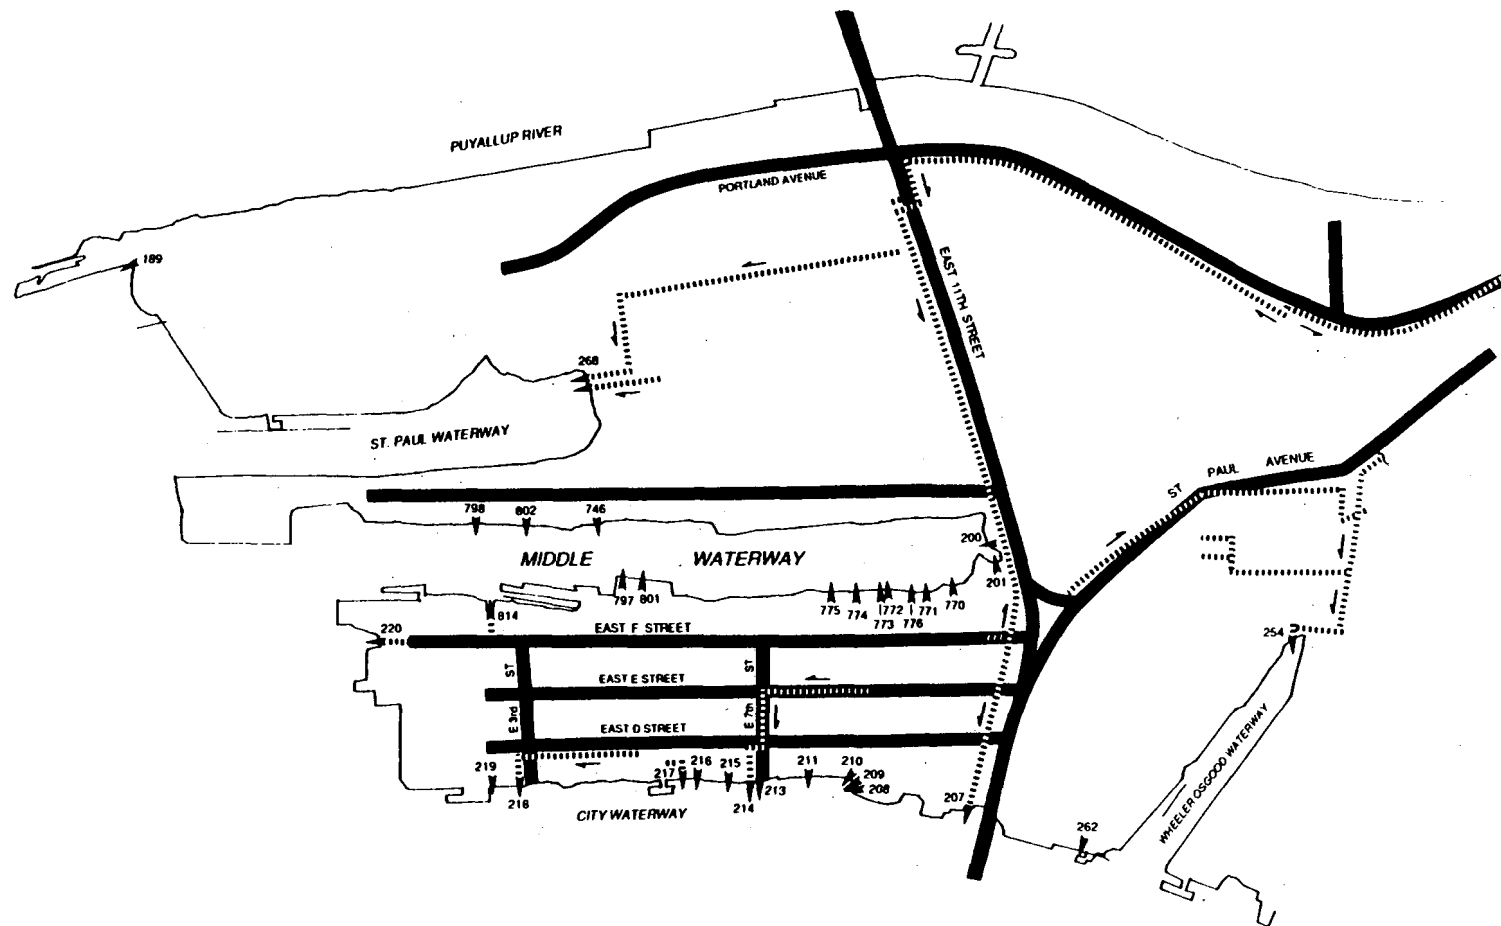 PUYALLUP RIVER
PORTLAND AVENUE
189
EAST 11TH STREET
268
ST. PAUL WATERWAY
ST PAUL AVENUE
798
802
746
200
MIDDLE WATERWAY
201
797
801
775
774
773
772
776
771
770
814
220
EAST F STREET
254
ST
ST
EAST E STREET
E 3rd
E 7th
EAST D STREET
219
217
216
215
211
210
209
208
218
214
213
207
CITY WATERWAY
262
WHEELER OSGOOD WATERWAY